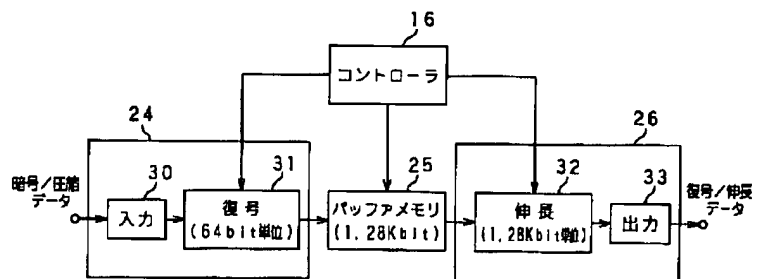 16
コントローラ
24
26
暗号/圧縮
データ
30
入力
31
復号
(64bit単位)
25
バッファメモリ
(1,28Kbit)
32
伸長
(1,28Kbit単位)
33
出力
復号/伸長
データ